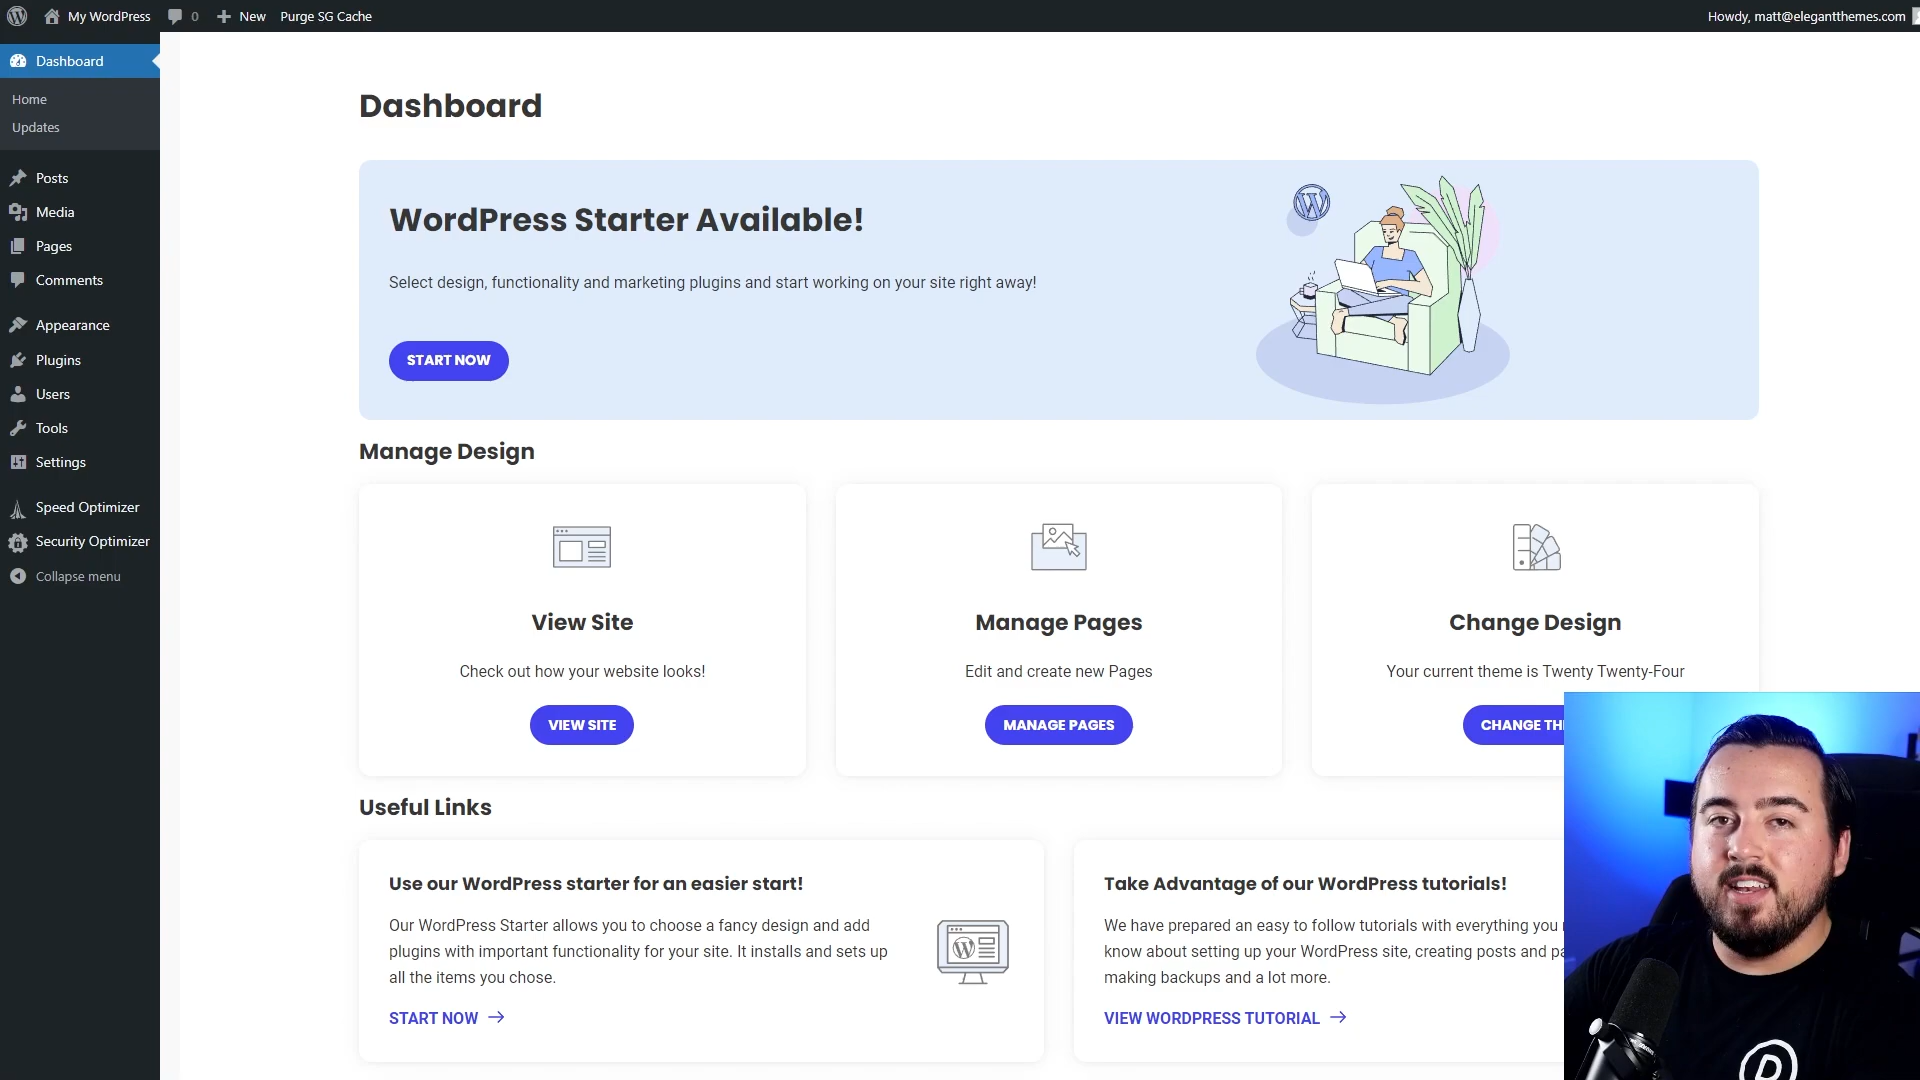 My WordPress
0
New
Purge SG Cache
Howdy, matt@elegantthemes.com
Dashboard
Home
Updates
Posts
Media
Pages
Comments
Appearance
Plugins
Users
Tools
Settings
Speed Optimizer
Security Optimizer
Collapse menu
Dashboard
WordPress Starter Available!
Select design, functionality and marketing plugins and start working on your site right away!
START NOW
Manage Design
View Site
Check out how your website looks!
VIEW SITE
Manage Pages
Edit and create new Pages
MANAGE PAGES
Change Design
Your current theme is Twenty Twenty-Four
CHANGE
Useful Links
Use our WordPress starter for an easier start!
Our WordPress Starter allows you to choose a fancy design and add
plugins with important functionality for your site. It installs and sets up
all the items you chose.
START NOW
Take Advantage of our WordPress tutorials!
We have prepared an easy to follow tutorials with everything you
know about setting up your WordPress site, creating posts and
making backups and a lot more.
VIEW WORDPRESS TUTORIAL